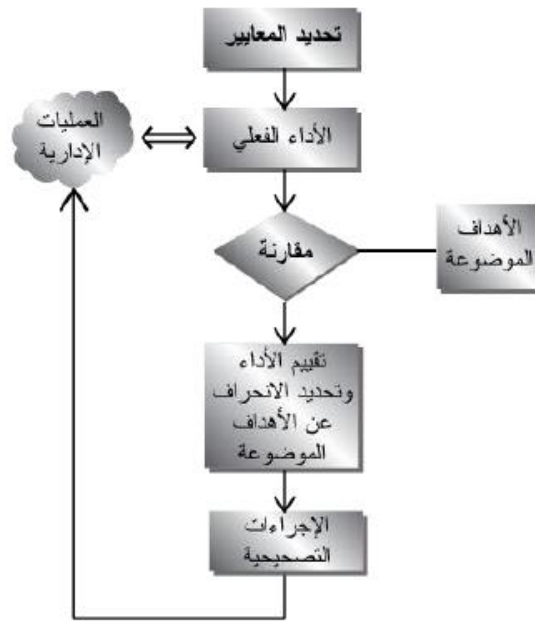 تحديد المعايير
العمليات
الإدارية
الأداء الفعلي
مقارنة
الأهداف
الموضوعة
تقييم الأداء
وتحديد الانحراف
عن الأهداف
الموضوعة
الإجراءات
التصحيحية